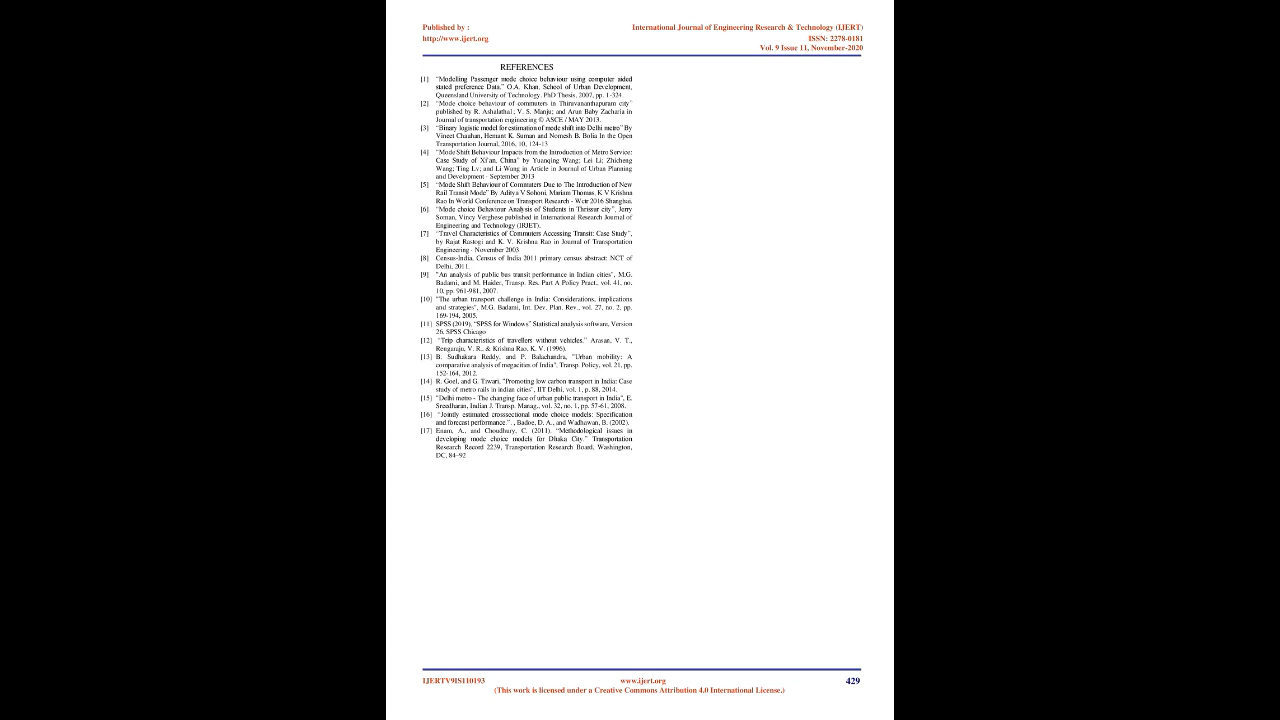 Published by :
International Journal of Engineering Research & Technology (IJERT)
http://www.ijert.org
ISSN: 2278-0181
Vol. 9 Issue 11, November-2020
REFERENCES
[1] "Modelling Passenger mode choice behaviour using computer aided
stated preference Data." O.A. Khan, School of Urban Development,
Queensland University of Technology. PhD Thesis, 2007, pp. 1-324.
[2] "Mode choice behaviour of commuters in Thiruvananthapuram city"
published by R. Ashalatha1; V. S. Manju; and Arun Baby Zacharia in
Journal of transportation engineering © ASCE / MAY 2013.
[3] "Binary logistic model for estimation of mode shift into Delhi metro" By
Vineet Chauhan, Hemant K. Suman and Nomesh B. Bolia In the Open
Transportation Journal, 2016, 10, 124-13
[4] "Mode Shift Behaviour Impacts from the Introduction of Metro Service:
Case Study of Xi'an, China" by Yuanqing Wang; Lei Li; Zhicheng
Wang; Ting Lv; and Li Wang in Article in Journal of Urban Planning
and Development · September 2013
[5] "Mode Shift Behaviour of Commuters Due to The Introduction of New
Rail Transit Mode" By Aditya V Sohoni, Mariam Thomas, K V Krishna
Rao In World Conference on Transport Research - Wctr 2016 Shanghai.
[6] "Mode choice Behaviour Analysis of Students in Thrissur city", Jerry
Soman, Vincy Verghese published in International Research Journal of
Engineering and Technology (IRJET).
[7] "Travel Characteristics of Commuters Accessing Transit: Case Study",
by Rajat Rastogi and K. V. Krishna Rao in Journal of Transportation
Engineering · November 2003
[8] Census-India, Census of India 2011 primary census abstract: NCT of
Delhi, 2011.
[9] "An analysis of public bus transit performance in Indian cities", M.G.
Badami, and M. Haider, Transp. Res. Part A Policy Pract., vol. 41, no.
10, pp. 961-981, 2007.
[10] "The urban transport challenge in India: Considerations, implications
and strategies", M.G. Badami, Int. Dev. Plan. Rev., vol. 27, no. 2, pp.
169-194, 2005.
[11] SPSS (2019), "SPSS for Windows" Statistical analysis software, Version
26. SPSS Chicago
[12] "Trip characteristics of travellers without vehicles." Arasan, V. T.,
Rengaraju, V. R., & Krishna Rao, K. V. (1996).
[13] B. Sudhakara Reddy, and P. Balachandra, "Urban mobility: A
comparative analysis of megacities of India", Transp. Policy, vol. 21, pp.
152-164, 2012.
[14] R. Goel, and G. Tiwari, "Promoting low carbon transport in India: Case
study of metro rails in indian cities", IIT Delhi, vol. 1, p. 88, 2014.
[15] "Delhi metro - The changing face of urban public transport in India", E.
Sreedharan, Indian J. Transp. Manag., vol. 32, no. 1, pp. 57-61, 2008.
[16] "Jointly estimated crosssectional mode choice models: Specification
and forecast performance.". , Badoe, D. A., and Wadhawan, B. (2002).
[17] Enam, A., and Choudhury, C. (2011). "Methodological issues in
developing mode choice models for Dhaka City." Transportation
Research Record 2239, Transportation Research Board, Washington,
DC, 84–92
IJERTV9IS110193
www.ijert.org
429
(This work is licensed under a Creative Commons Attribution 4.0 International License.)